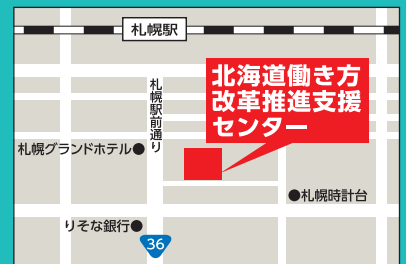 札幌駅
北海道働き方
改革推進支援
センター
札幌駅前通り
札幌グランドホテル
札幌時計台
りそな銀行
36